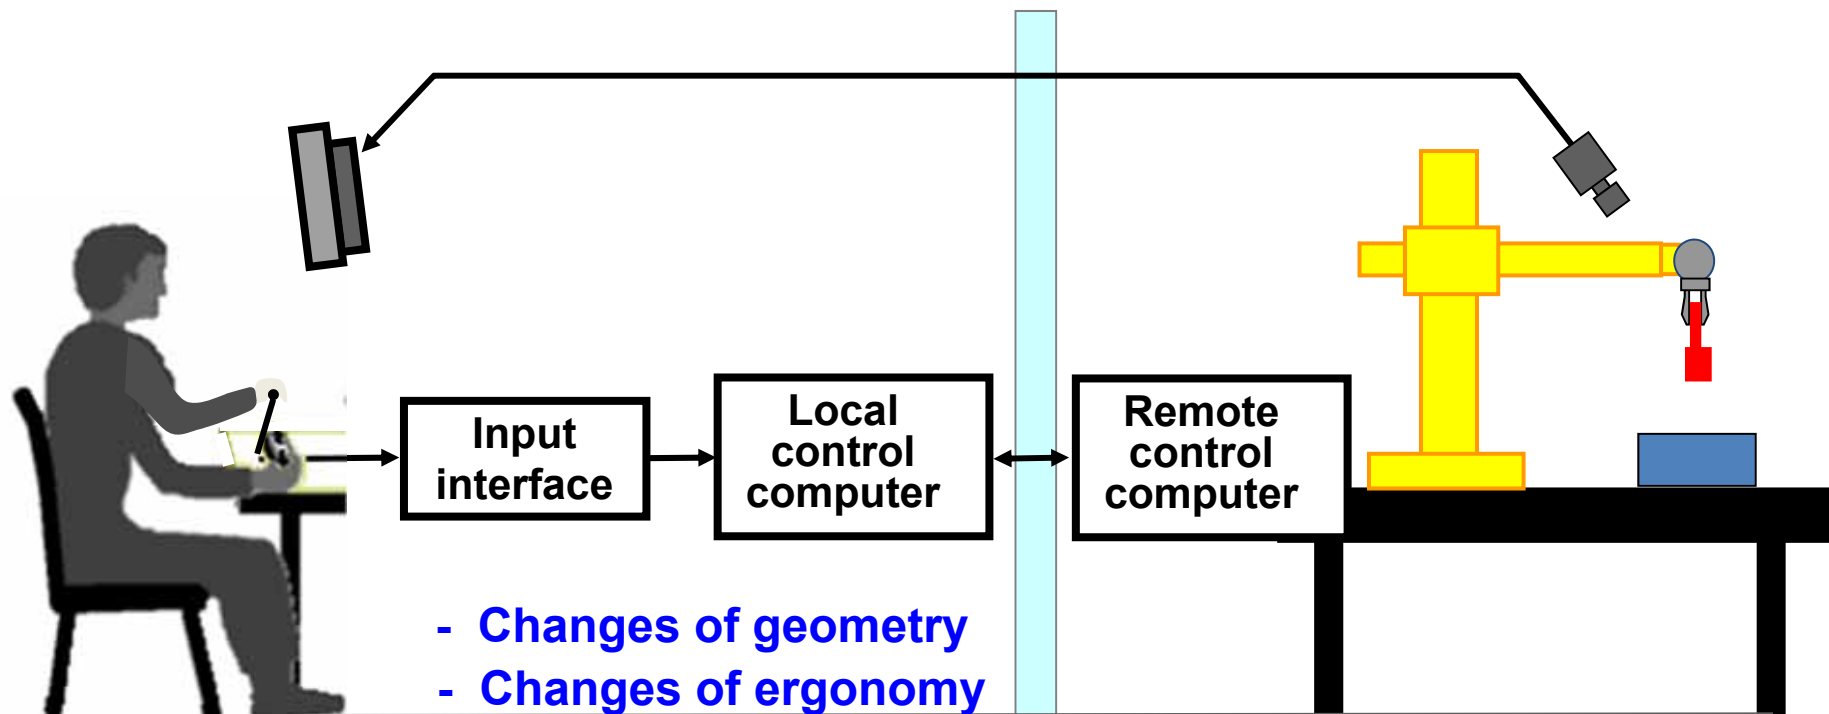 Input
interface
Local
control
computer
Remote
control
computer
- Changes of geometry
- Changes of ergonomy